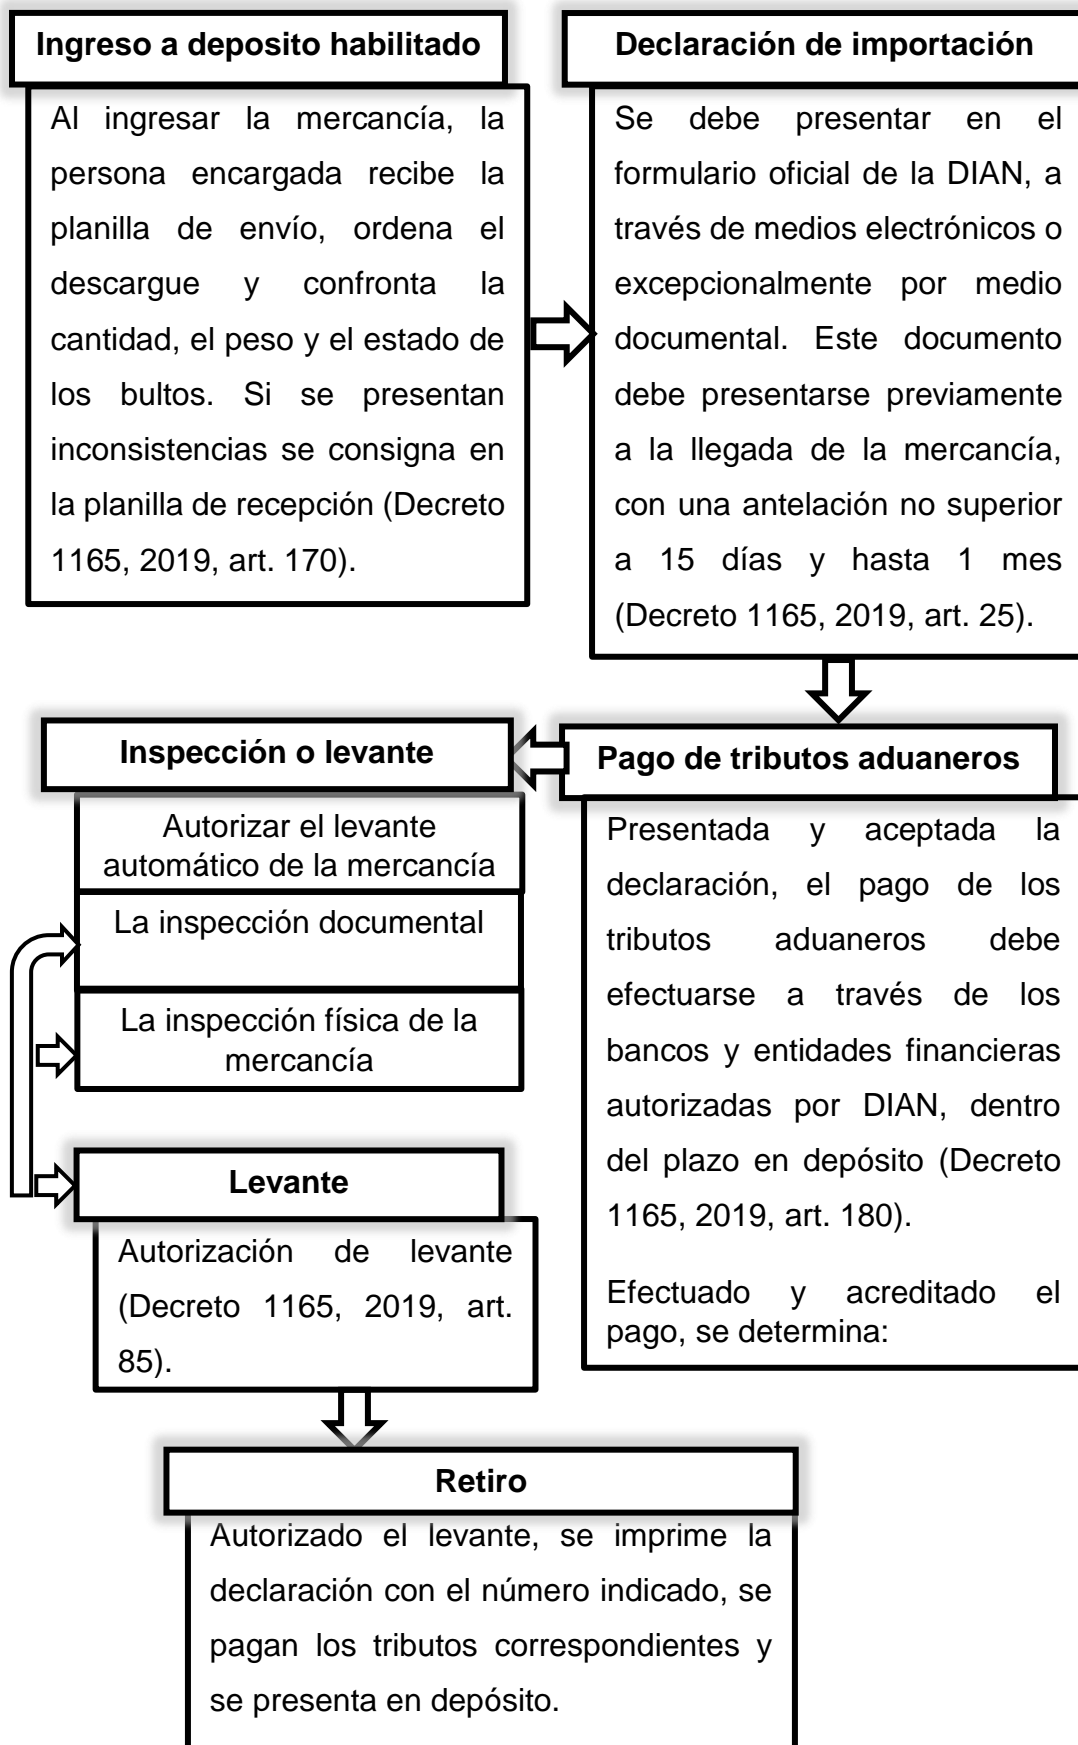 Ingreso a deposito habilitado
Al ingresar la mercancía, la
persona encargada recibe la
planilla de envío, ordena el
descargue y confronta la
cantidad, el peso y el estado de
los bultos. Si se presentan
inconsistencias se consigna en
la planilla de recepción (Decreto
1165, 2019, art. 170).
Declaración de importación
Se debe presentar en el
formulario oficial de la DIAN, a
través de medios electrónicos o
excepcionalmente por medio
documental. Este documento
debe presentarse previamente
a la llegada de la mercancía,
con una antelación no superior
a 15 días y hasta 1 mes
(Decreto 1165, 2019, art. 25).
Pago de tributos aduaneros
Presentada y aceptada la
declaración, el pago de los
tributos aduaneros debe
efectuarse a través de los
bancos y entidades financieras
autorizadas por DIAN, dentro
del plazo en depósito (Decreto
1165, 2019, art. 180).
Efectuado y acreditado el
pago, se determina:
Inspección o levante
Autorizar el levante
automático de la mercancía
La inspección documental
La inspección física de la
mercancía
Levante
Autorización de levante
(Decreto 1165, 2019, art.
85).
Retiro
Autorizado el levante, se imprime la
declaración con el número indicado, se
pagan los tributos correspondientes y
se presenta en depósito.